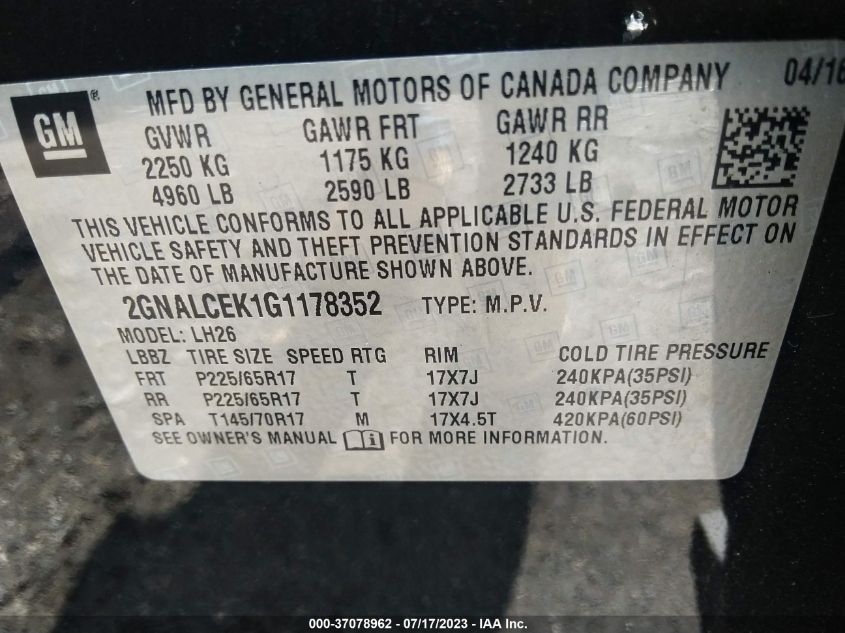 GM ® MFD BY GENERAL MOTORS OF CANADA COMPANY 04/16
GVWR GAWR FRT GAWR RR
2250 KG 1175 KG 1240 KG
4960 LB 2590 LB 2733 LB
THIS VEHICLE CONFORMS TO ALL APPLICABLE U.S. FEDERAL MOTOR
VEHICLE SAFETY AND THEFT PREVENTION STANDARDS IN EFFECT ON
THE DATE OF MANUFACTURE SHOWN ABOVE.
2GNALCEK1G1178352 TYPE: M.P.V.
MODEL: LH26
LBBZ TIRE SIZE SPEED RTG RIM COLD TIRE PRESSURE
FRT P225/65R17 T 17X7J 240KPA(35PSI)
RR P225/65R17 T 17X7J 240KPA(35PSI)
SPA T145/70R17 M 17X4.5T 420KPA(60PSI)
SEE OWNER'S MANUAL FOR MORE INFORMATION.
000-37078962 - 07/17/2023 - IAA Inc.